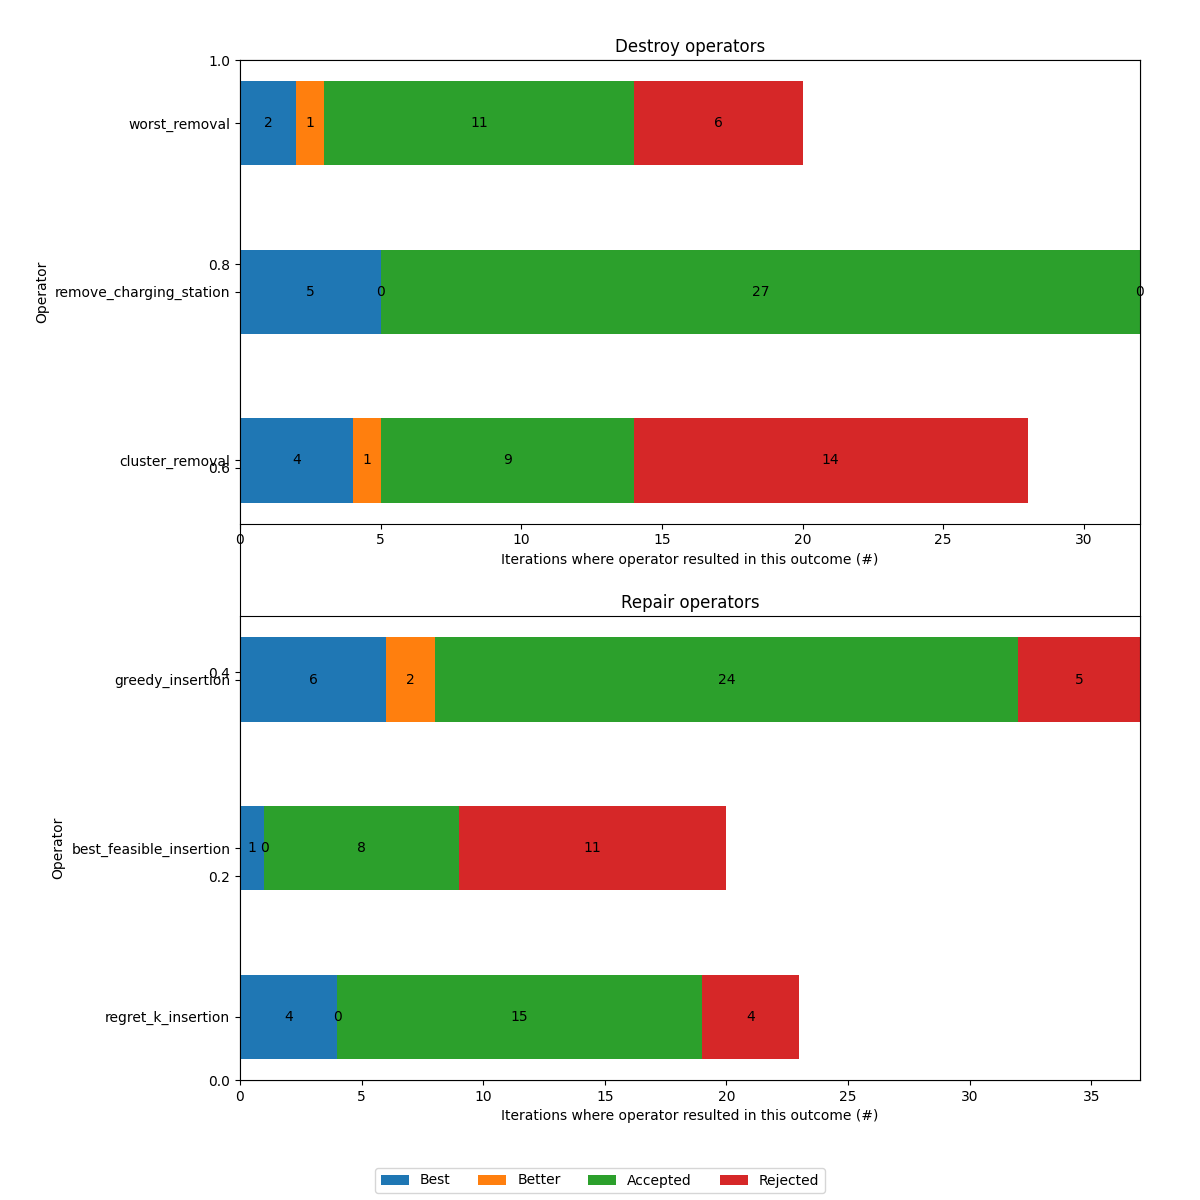 Destroy operators
1.0
worst_removal
2 1 11 6
0.8
Operator
remove_charging_station
5 0 27 0
cluster_removal
4 1 9 14
0.6
0 5 10 15 20 25 30
Iterations where operator resulted in this outcome (#)
Repair operators
0.4
greedy_insertion
6 2 24 5
Operator
best_feasible_insertion
1 0 8 11
0.2
regret_k_insertion
4 0 15 4
0.0
0 5 10 15 20 25 30 35
Iterations where operator resulted in this outcome (#)
Best Better Accepted Rejected